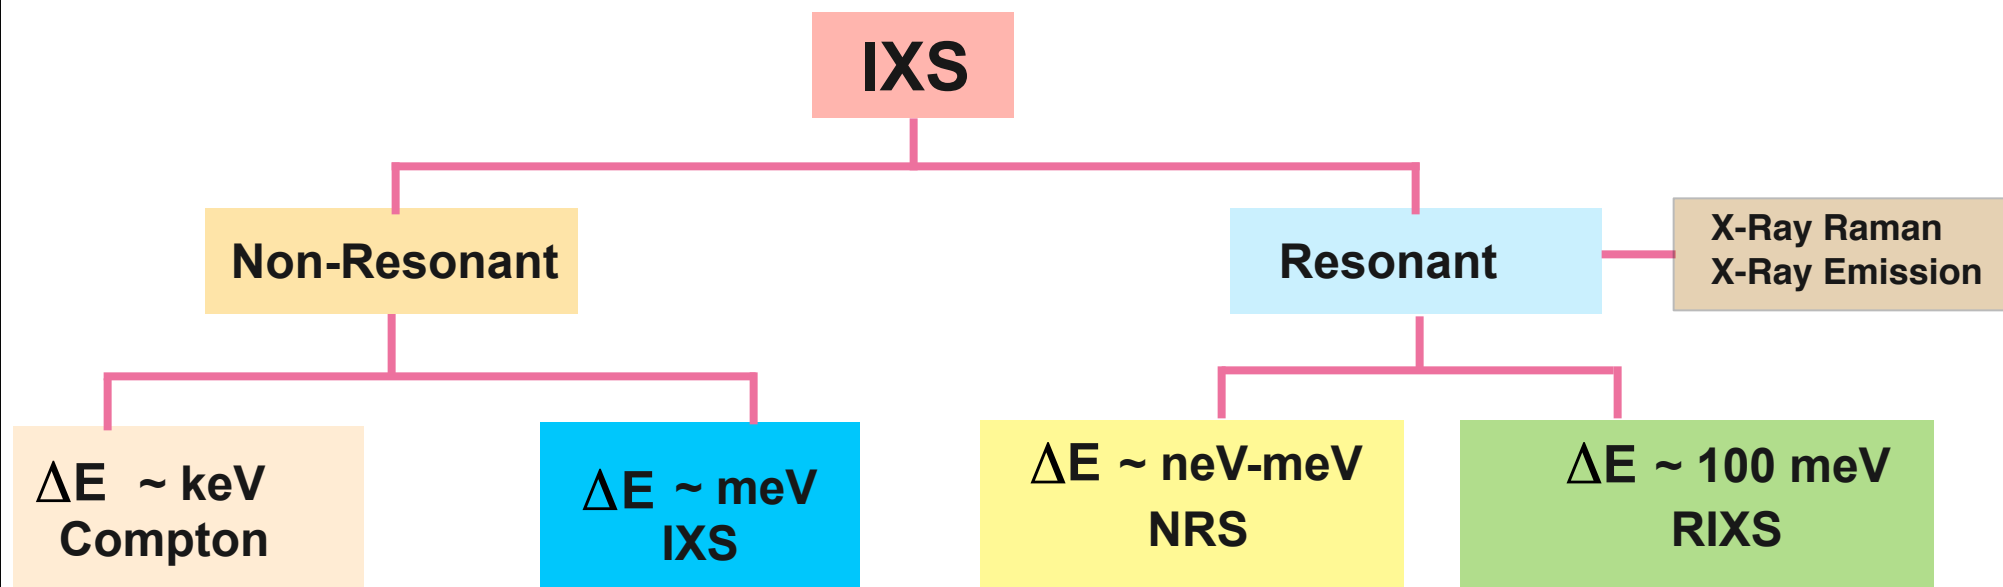 IXS
Non-Resonant
Resonant
X-Ray Raman
X-Ray Emission
ΔE ~ keV
Compton
ΔE ~ meV
IXS
ΔE ~ neV-meV
NRS
ΔE ~ 100 meV
RIXS